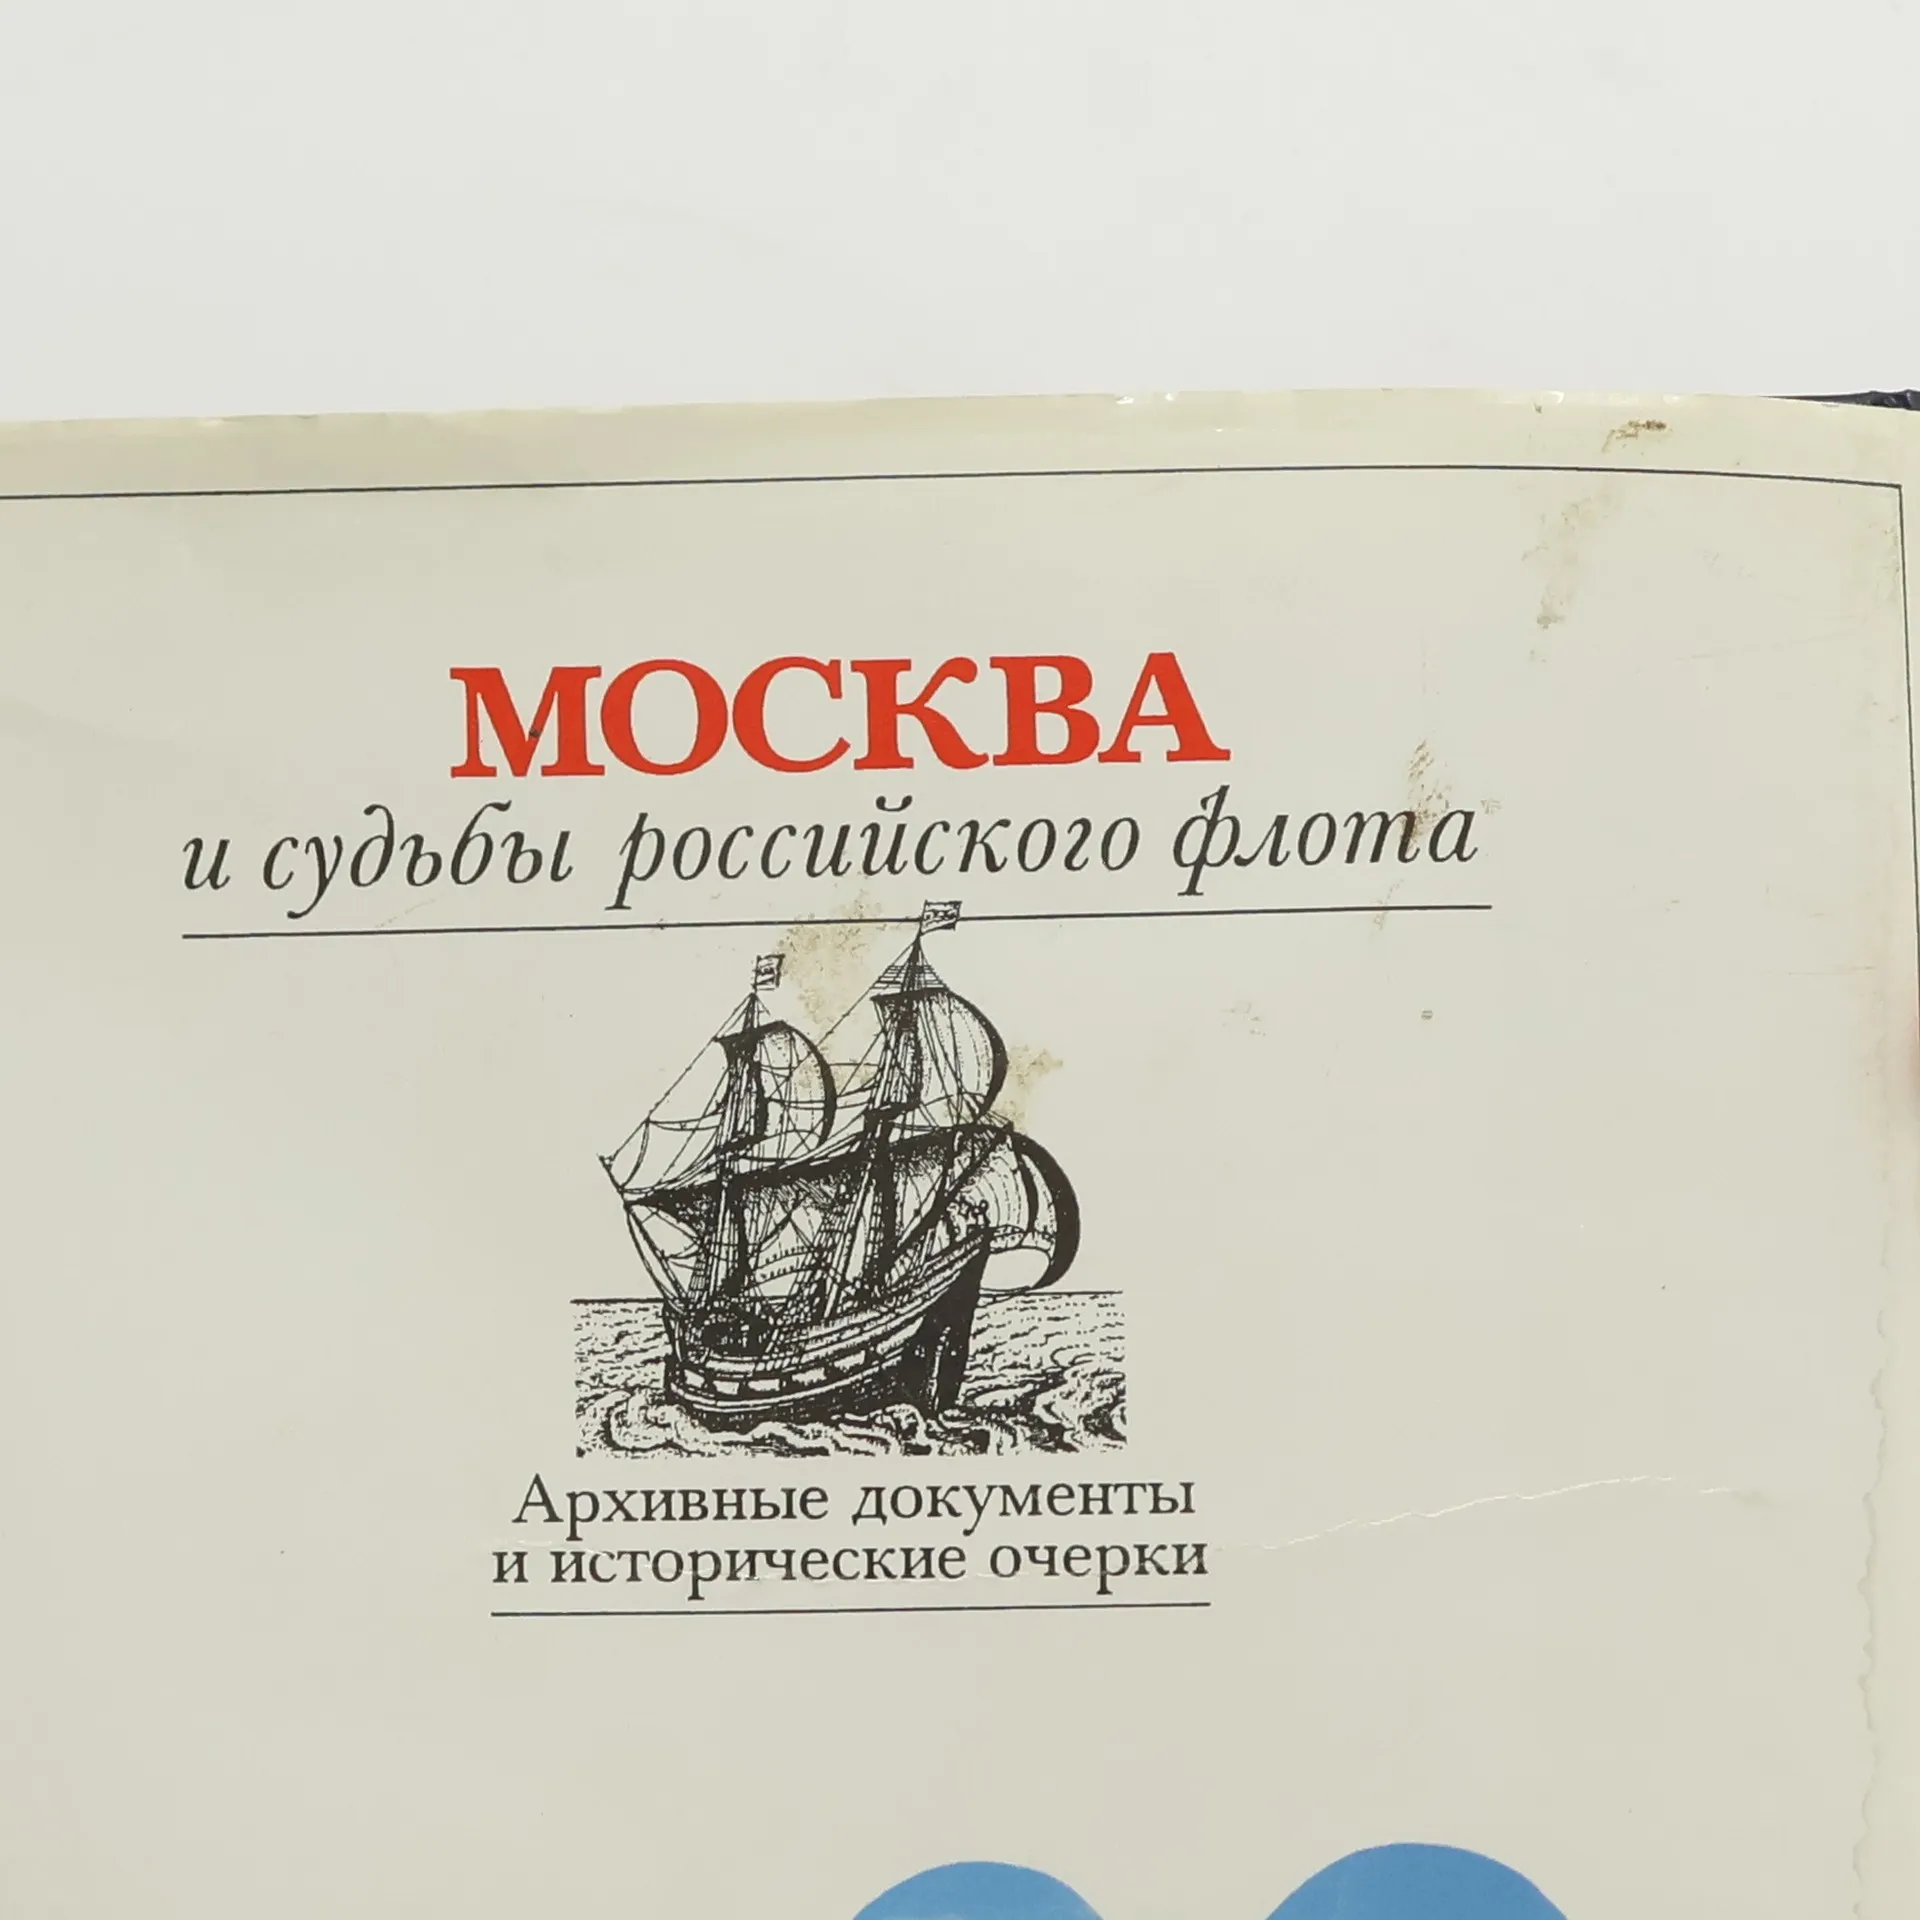 МОСКВА
и судьбы российского флота
Архивные документы
и исторические очерки